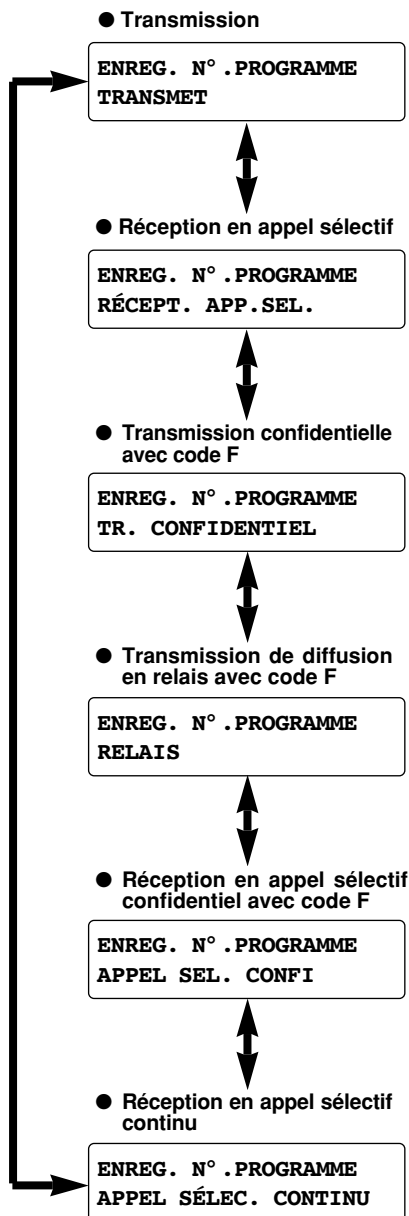 ● Transmission
ENREG. N°.PROGRAMME
TRANSMET
● Réception en appel sélectif
ENREG. N°.PROGRAMME
RÉCEPT. APP.SEL.
● Transmission confidentielle
avec code F
ENREG. N°.PROGRAMME
TR. CONFIDENTIEL
● Transmission de diffusion
en relais avec code F
ENREG. N°.PROGRAMME
RELAIS
● Réception en appel sélectif
confidentiel avec code F
ENREG. N°.PROGRAMME
APPEL SEL. CONFI
● Réception en appel sélectif
continu
ENREG. N°.PROGRAMME
APPEL SÉLEC. CONTINU